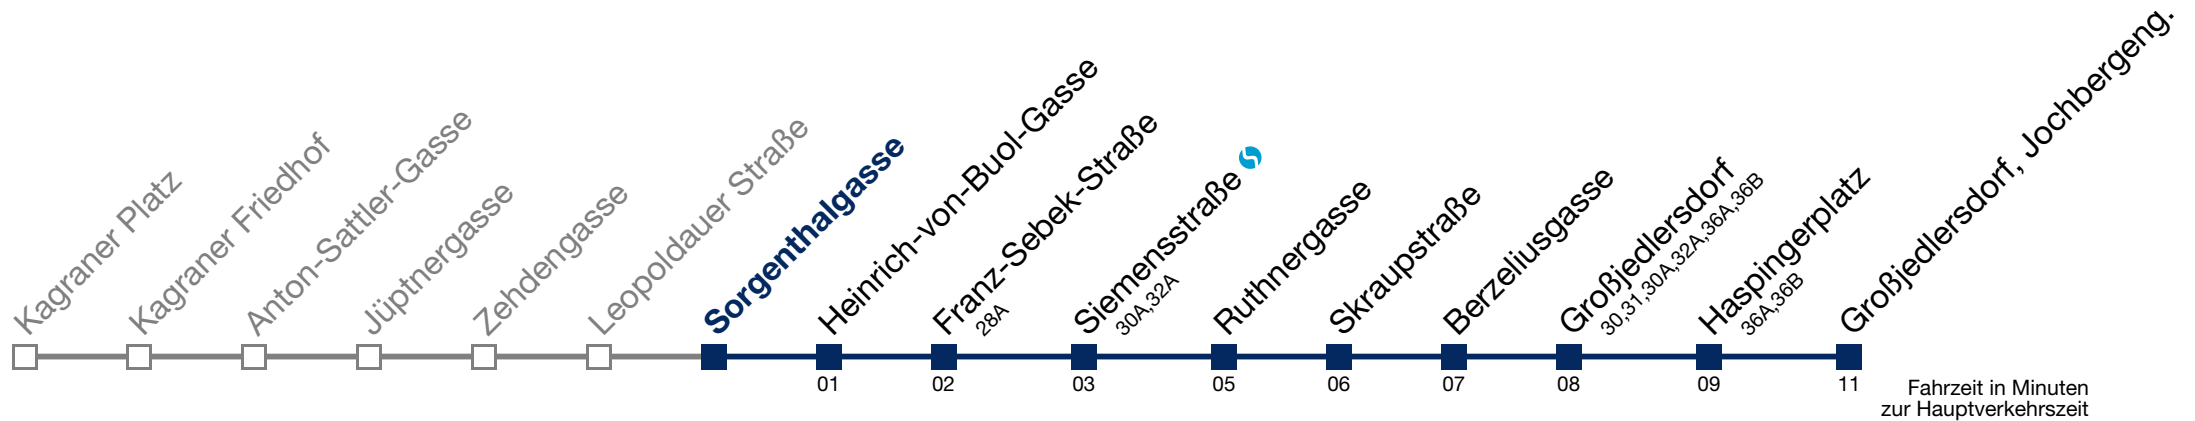 Kagraner Platz
Kagraner Friedhof
Anton-Sattler-Gasse
Jüptnergasse
Zehdengasse
Leopoldauer Straße
Sorgenthalgasse
Heinrich-von-Buol-Gasse
01
Franz-Sebek-Straße
28A
02
Siemensstraße
30A,32A
03
Ruthnergasse
05
Skraupstraße
06
Berzeliusgasse
07
Großjedlersdorf
30,31,30A,32A,36A,36B
08
Haspingerplatz
36A,36B
09
Großjedlersdorf, Jochbergeng.
11
Fahrzeit in Minuten
zur Hauptverkehrszeit